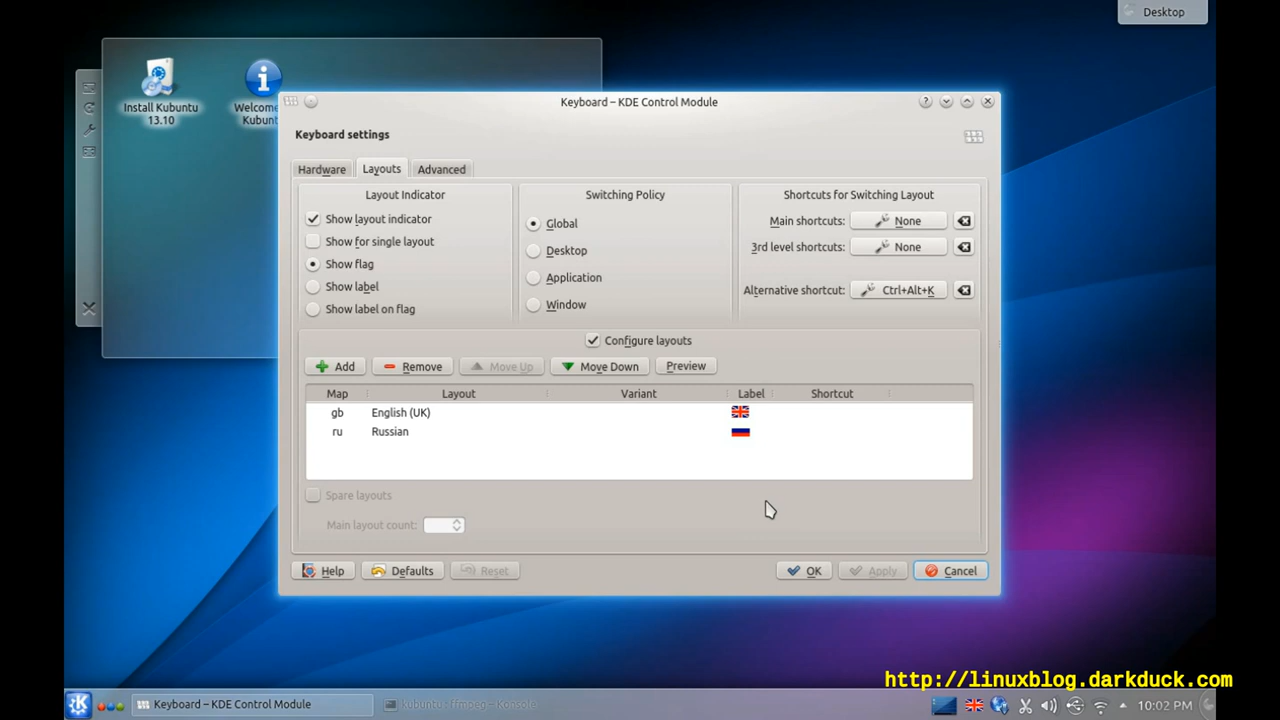 Desktop
Install Kubuntu
13.10
Welcome
Kubunt
Keyboard – KDE Control Module
Keyboard settings
Hardware
Layouts
Advanced
Layout Indicator
Show layout indicator
Show for single layout
Show flag
Show label
Show label on flag
Switching Policy
Global
Desktop
Application
Window
Shortcuts for Switching Layout
Main shortcuts: None
3rd level shortcuts: None
Alternative shortcut: Ctrl+Alt+K
Configure layouts
Add Remove Move Up Move Down Preview
Map Layout Variant Label Shortcut
gb English (UK)
ru Russian
Spare layouts
Main layout count:
Help Defaults Reset OK Apply Cancel
http://linuxblog.darkduck.com
Keyboard – KDE Control Module
kubuntu : ffmpeg – Konsole
10:02 PM